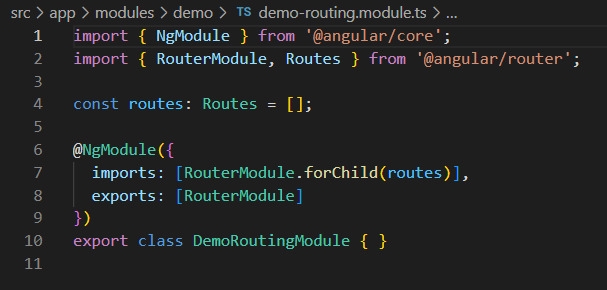 src > app > modules > demo > TS demo-routing.module.ts > ...
1 import { NgModule } from '@angular/core';
2 import { RouterModule, Routes } from '@angular/router';
3
4 const routes: Routes = [];
5
6 @NgModule({
7   imports: [RouterModule.forChild(routes)],
8   exports: [RouterModule]
9 })
10 export class DemoRoutingModule { }
11